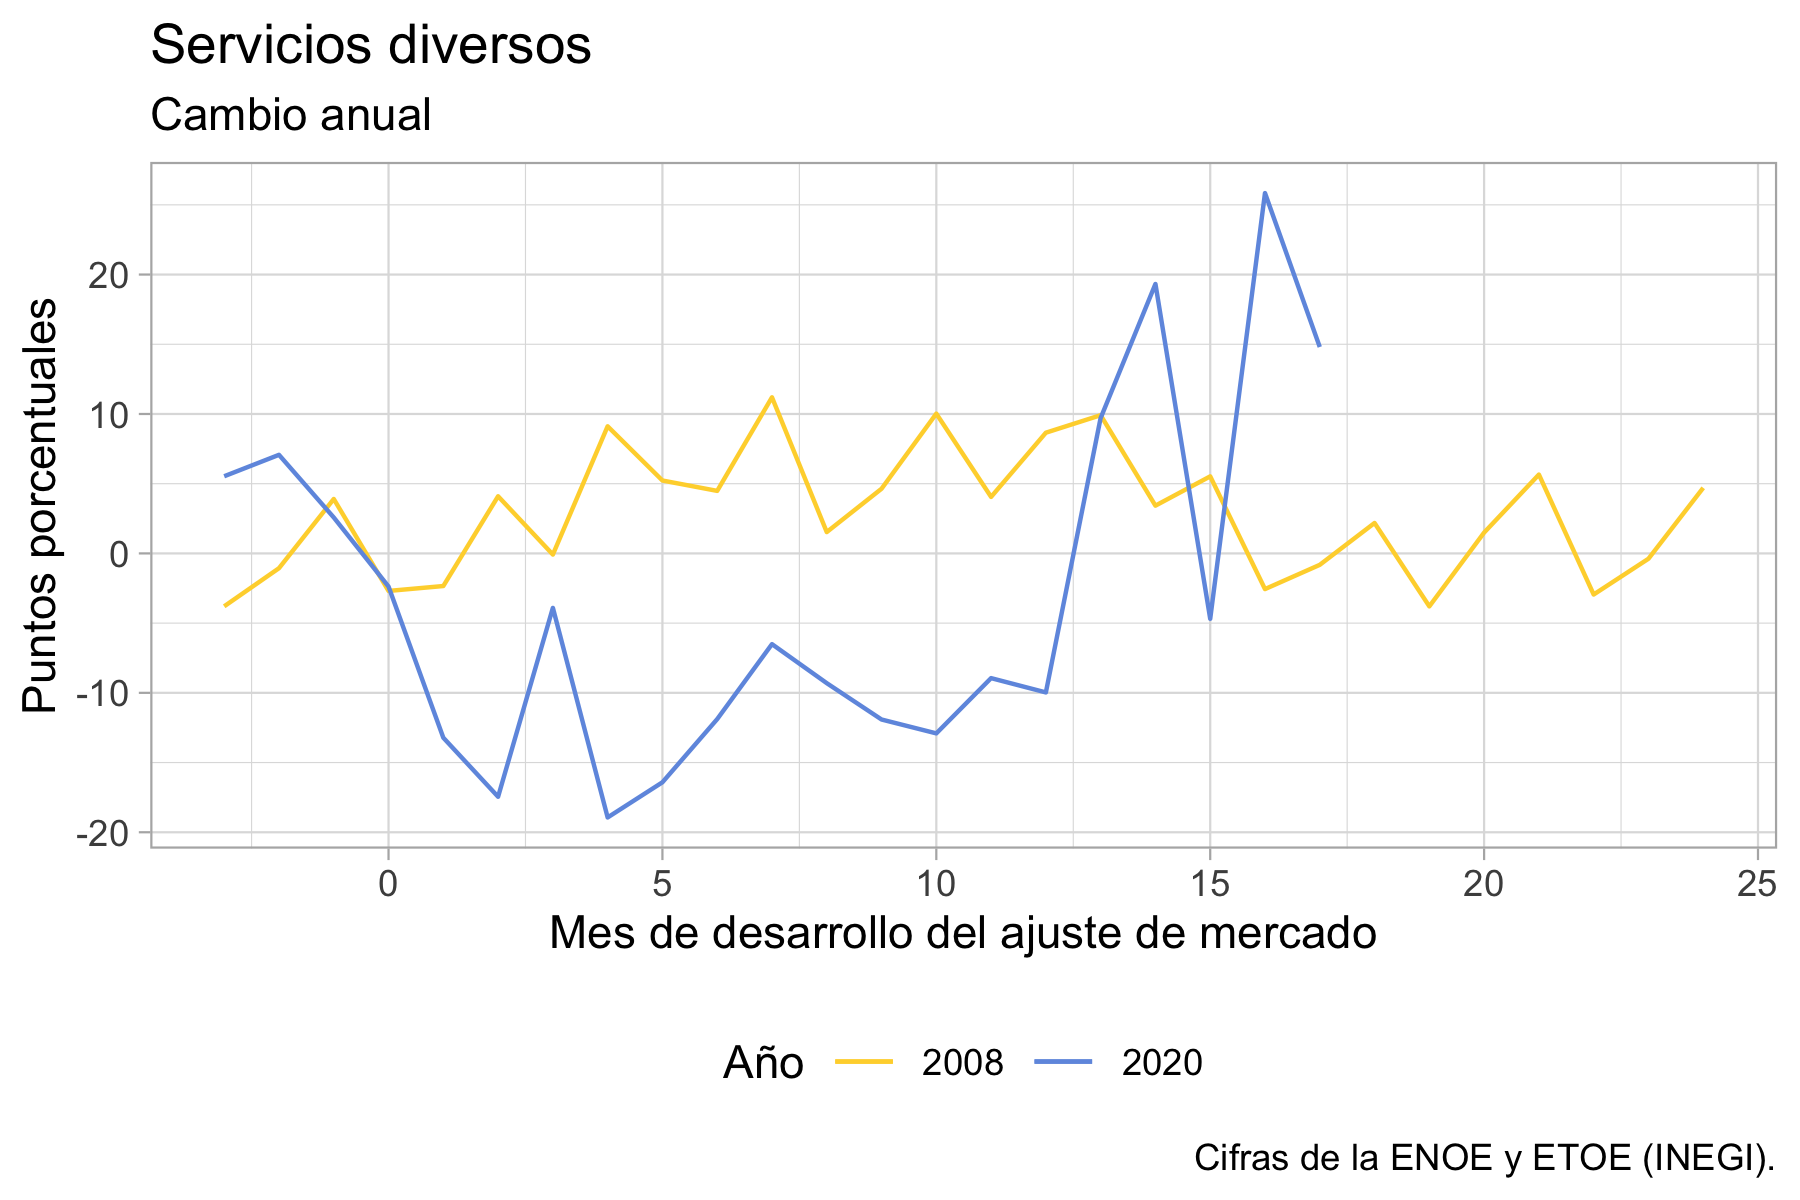 Servicios diversos
Cambio anual
Puntos porcentuales
20
10
0
-10
-20
0 5 10 15 20 25
Mes de desarrollo del ajuste de mercado
Año 2008 2020
Cifras de la ENOE y ETOE (INEGI).